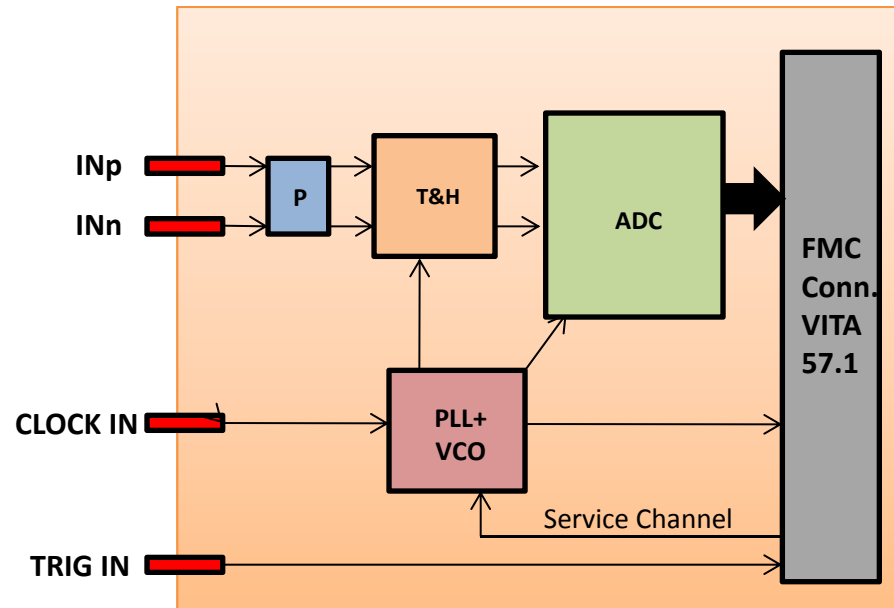 INp
INn
P
T&H
ADC
FMC
Conn.
VITA
57.1
CLOCK IN
PLL+
VCO
Service Channel
TRIG IN